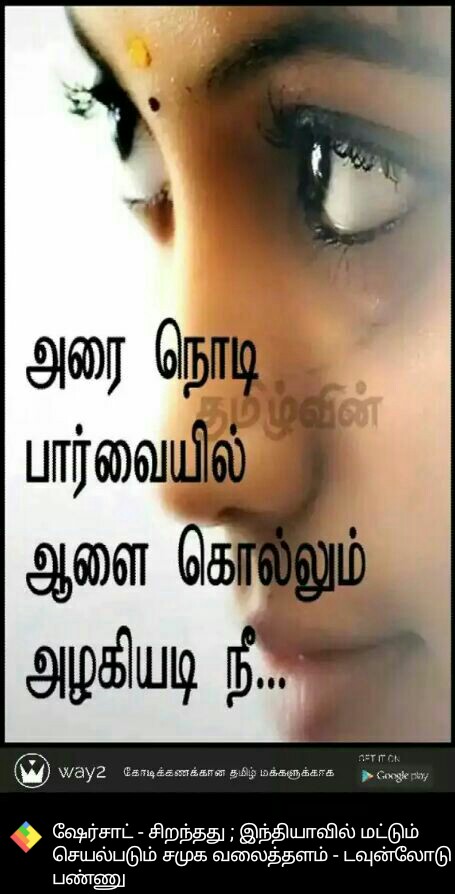 அரை நொடி
தமிழ்வின்
பார்வையில்
ஆளை கொல்லும்
அழகியடி நீ...
way2 கோடிக்கணக்கான தமிழ் மக்களுக்காக GET IT ON Google play
ஷேர்சாட் - சிறந்தது ; இந்தியாவில் மட்டும்
செயல்படும் சமுக வலைத்தளம் - டவுன்லோடு
பண்ணு